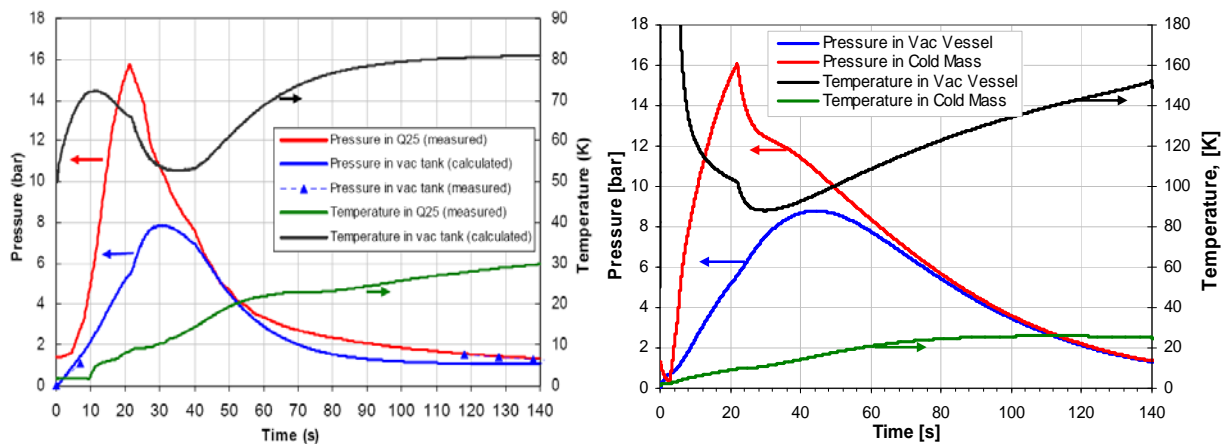 18
16
14
12
10
8
6
4
2
0
Pressure (bar)
0 10 20 30 40 50 60 70 80 90 100 110 120 130 140
Time (s)
90
80
70
60
50
40
30
20
10
0
Temperature (K)
Pressure in Q25 (measured)
Pressure in vac tank (calculated)
Pressure in vac tank (measured)
Temperature in Q25 (measured)
Temperature in vac tank (calculated)
18
16
14
12
10
8
6
4
2
0
Pressure [bar]
0 20 40 60 80 100 120 140
Time [s]
180
160
140
120
100
80
60
40
20
0
Temperature, [K]
Pressure in Vac Vessel
Pressure in Cold Mass
Temperature in Vac Vessel
Temperature in Cold Mass